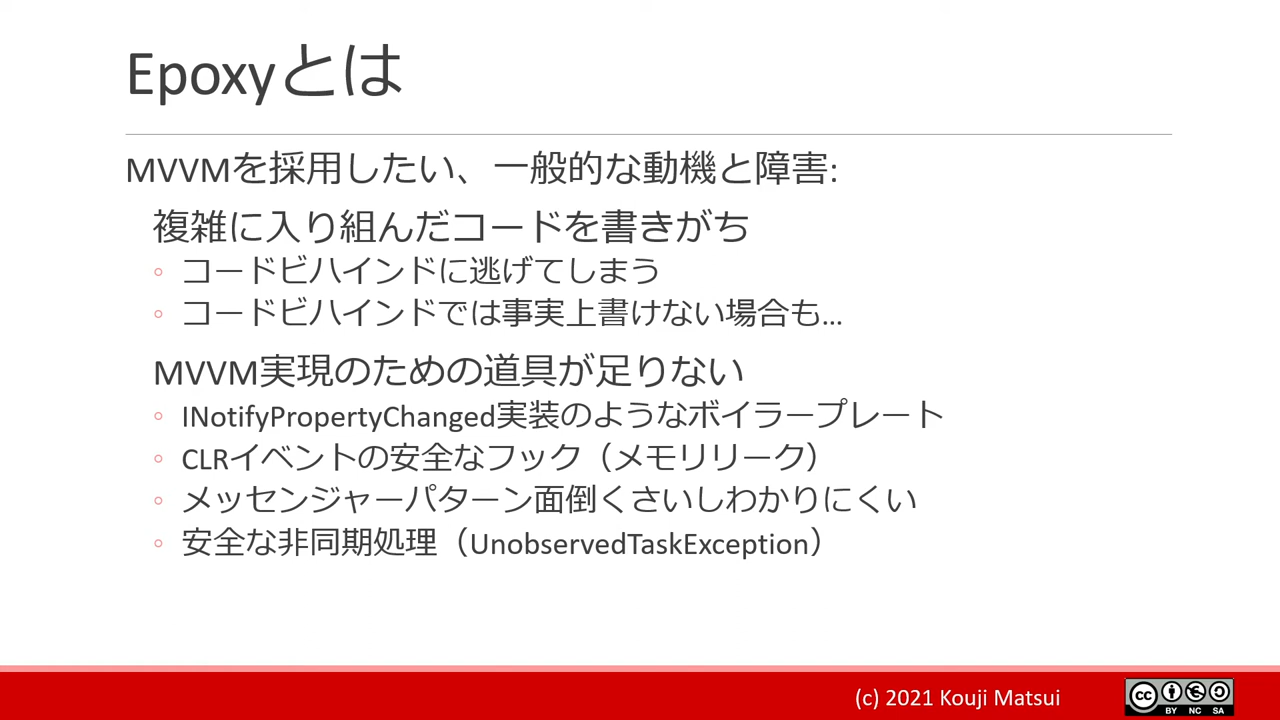 Epoxyとは
MVVMを採用したい、一般的な動機と障害:
複雑に入り組んだコードを書きがち
◦ コードビハインドに逃げてしまう
◦ コードビハインドでは事実上書けない場合も…
MVVM実現のための道具が足りない
◦ INotifyPropertyChanged実装のようなボイラープレート
◦ CLRイベントの安全なフック（メモリリーク）
◦ メッセンジャーパターン面倒くさいしわかりにくい
◦ 安全な非同期処理（UnobservedTaskException）
(c) 2021 Kouji Matsui
cc
BY NC SA